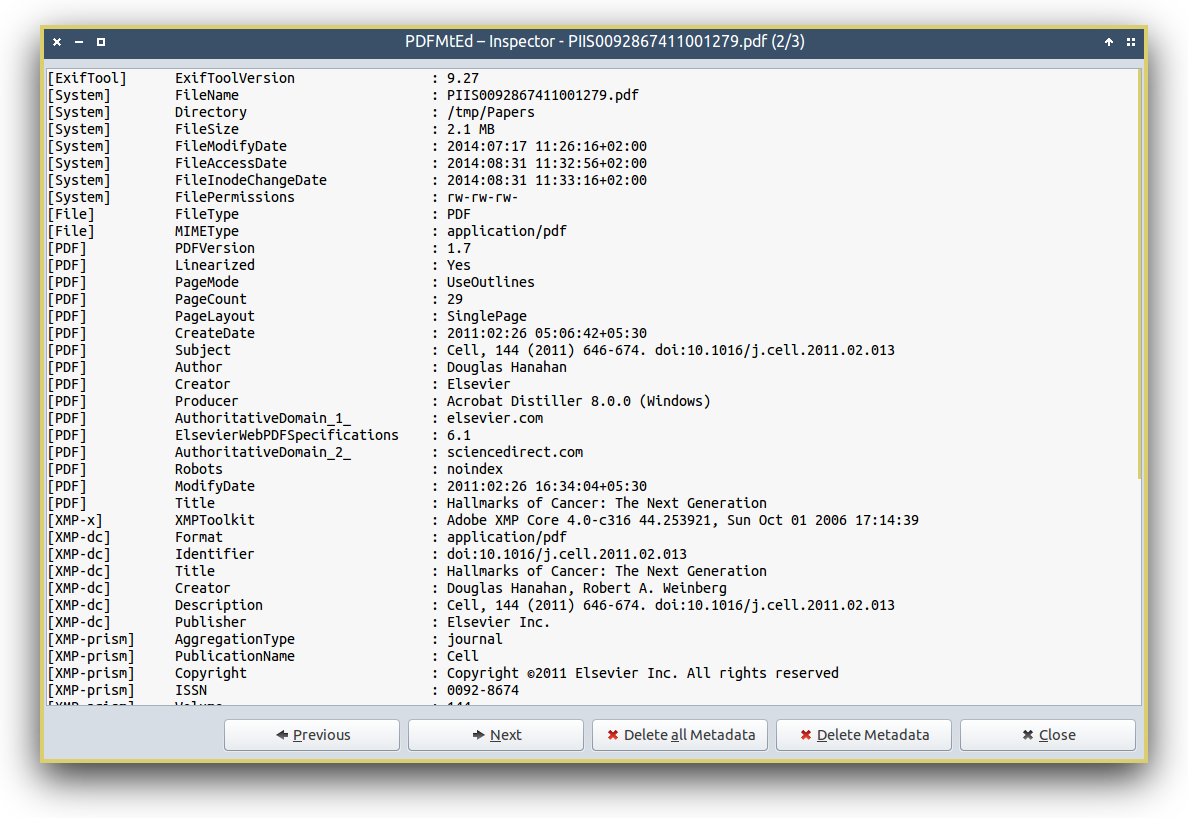 PDFMtEd – Inspector - PIIS0092867411001279.pdf (2/3)
[ExifTool] ExifToolVersion : 9.27
[System] FileName : PIIS0092867411001279.pdf
[System] Directory : /tmp/Papers
[System] FileSize : 2.1 MB
[System] FileModifyDate : 2014:07:17 11:26:16+02:00
[System] FileAccessDate : 2014:08:31 11:32:56+02:00
[System] FileInodeChangeDate : 2014:08:31 11:33:16+02:00
[System] FilePermissions : rw-rw-rw-
[File] FileType : PDF
[File] MIMEType : application/pdf
[PDF] PDFVersion : 1.7
[PDF] Linearized : Yes
[PDF] PageMode : UseOutlines
[PDF] PageCount : 29
[PDF] PageLayout : SinglePage
[PDF] CreateDate : 2011:02:26 05:06:42+05:30
[PDF] Subject : Cell, 144 (2011) 646-674. doi:10.1016/j.cell.2011.02.013
[PDF] Author : Douglas Hanahan
[PDF] Creator : Elsevier
[PDF] Producer : Acrobat Distiller 8.0.0 (Windows)
[PDF] AuthoritativeDomain_1_ : elsevier.com
[PDF] ElsevierWebPDFSpecifications : 6.1
[PDF] AuthoritativeDomain_2_ : sciencedirect.com
[PDF] Robots : noindex
[PDF] ModifyDate : 2011:02:26 16:34:04+05:30
[PDF] Title : Hallmarks of Cancer: The Next Generation
[XMP-x] XMPToolkit : Adobe XMP Core 4.0-c316 44.253921, Sun Oct 01 2006 17:14:39
[XMP-dc] Format : application/pdf
[XMP-dc] Identifier : doi:10.1016/j.cell.2011.02.013
[XMP-dc] Title : Hallmarks of Cancer: The Next Generation
[XMP-dc] Creator : Douglas Hanahan, Robert A. Weinberg
[XMP-dc] Description : Cell, 144 (2011) 646-674. doi:10.1016/j.cell.2011.02.013
[XMP-dc] Publisher : Elsevier Inc.
[XMP-prism] AggregationType : journal
[XMP-prism] PublicationName : Cell
[XMP-prism] Copyright : Copyright ©2011 Elsevier Inc. All rights reserved
[XMP-prism] ISSN : 0092-8674
[XMP-prism] Volume : 144
Previous Next Delete all Metadata Delete Metadata Close